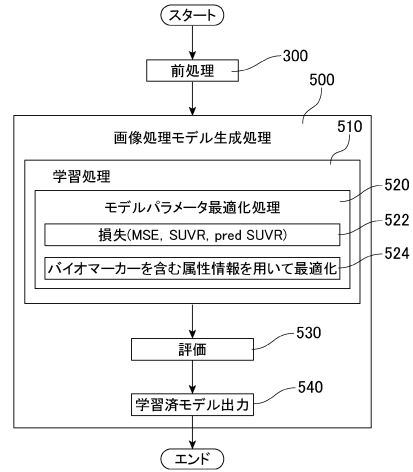 スタート
前処理
300
500
画像処理モデル生成処理
510
学習処理
520
モデルパラメータ最適化処理
522
損失(MSE, SUVR, pred SUVR)
524
バイオマーカーを含む属性情報を用いて最適化
530
評価
540
学習済モデル出力
エンド